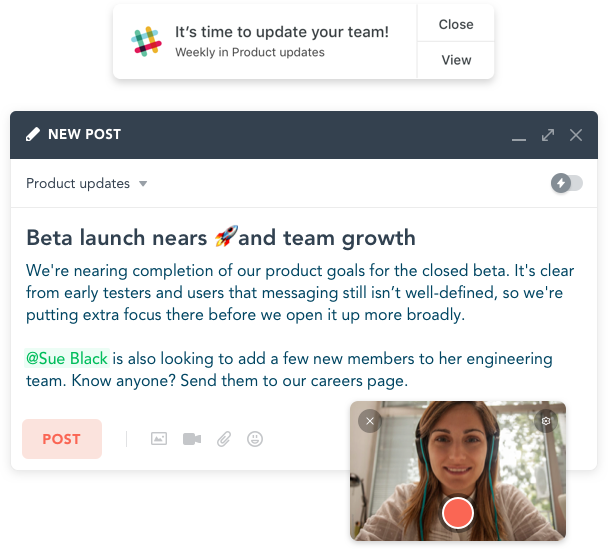 It’s time to update your team!
Weekly in Product updates
Close
View
NEW POST
Product updates
Beta launch nears 🚀and team growth
We're nearing completion of our product goals for the closed beta. It's clear
from early testers and users that messaging still isn’t well-defined, so we're
putting extra focus there before we open it up more broadly.
@Sue Black is also looking to add a few new members to her engineering
team. Know anyone? Send them to our careers page.
POST